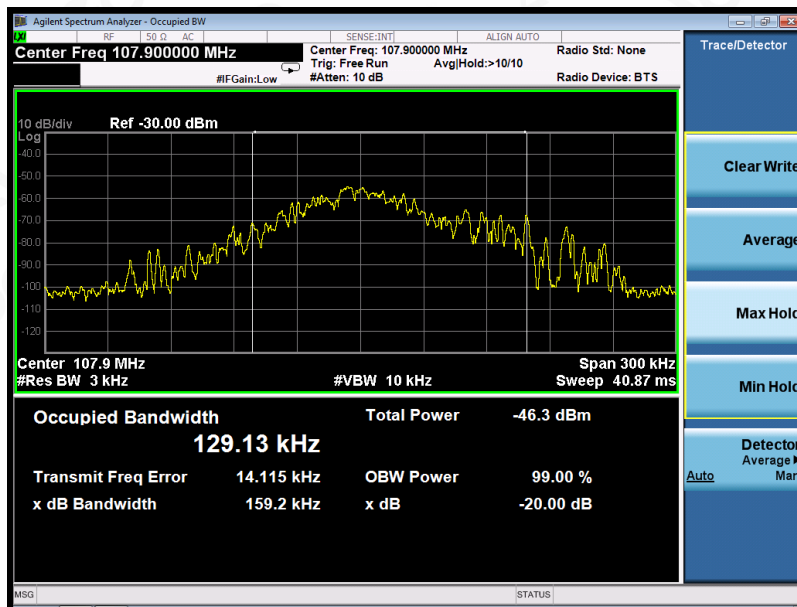 Agilent Spectrum Analyzer - Occupied BW
LXI RF 50 Ω AC SENSE:INT ALIGN AUTO
Center Freq 107.900000 MHz
#IFGain:Low
Center Freq: 107.900000 MHz
Trig: Free Run Avg|Hold:>10/10
#Atten: 10 dB
Radio Std: None
Radio Device: BTS
10 dB/div Ref -30.00 dBm
Log
-40.0
-50.0
-60.0
-70.0
-80.0
-90.0
-100
-110
-120
Center 107.9 MHz Span 300 kHz
#Res BW 3 kHz #VBW 10 kHz Sweep 40.87 ms
Occupied Bandwidth Total Power -46.3 dBm
129.13 kHz
Transmit Freq Error 14.115 kHz OBW Power 99.00 %
x dB Bandwidth 159.2 kHz x dB -20.00 dB
MSG STATUS
Trace/Detector
Clear Write
Average
Max Hold
Min Hold
Detector
Average
Auto Man